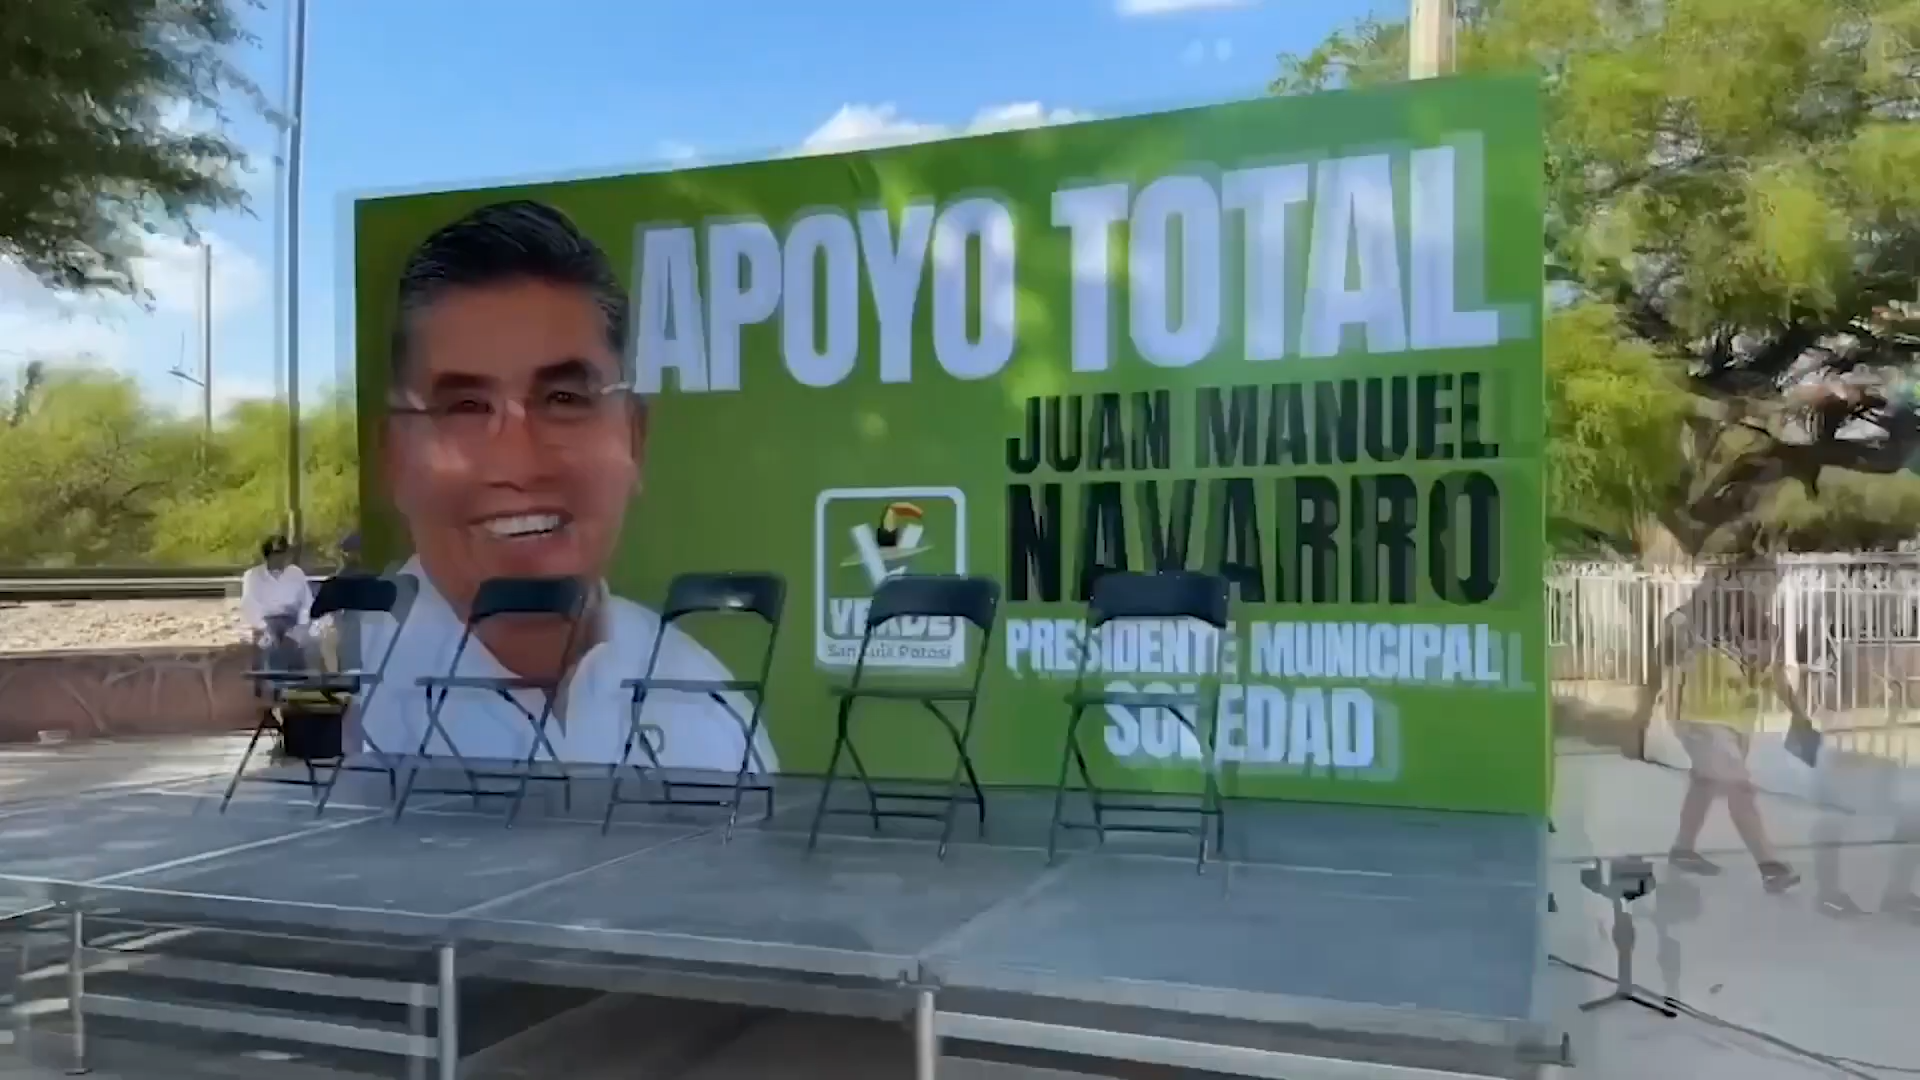 APOYO TOTAL
JUAN MANUEL
NAVARRO
VERDE
San Luis Potosí
PRESIDENTE MUNICIPAL
SOLEDAD